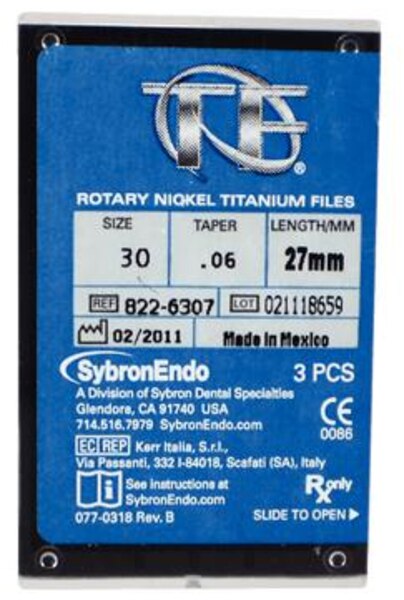 TF®
ROTARY NICKEL TITANIUM FILES
SIZE TAPER LENGTH/MM
30 .06 27mm
REF 822-6307 LOT 021118659
02/2011 Made in Mexico
SybronEndo 3 PCS
A Division of Sybron Dental Specialties
Glendora, CA 91740 USA
714.516.7979 SybronEndo.com
CE
0086
EC REP Kerr Italia, S.r.l.,
Via Passanti, 332 I-84018, Scafati (SA), Italy
See instructions at
SybronEndo.com
Rx only
077-0318 Rev. B SLIDE TO OPEN